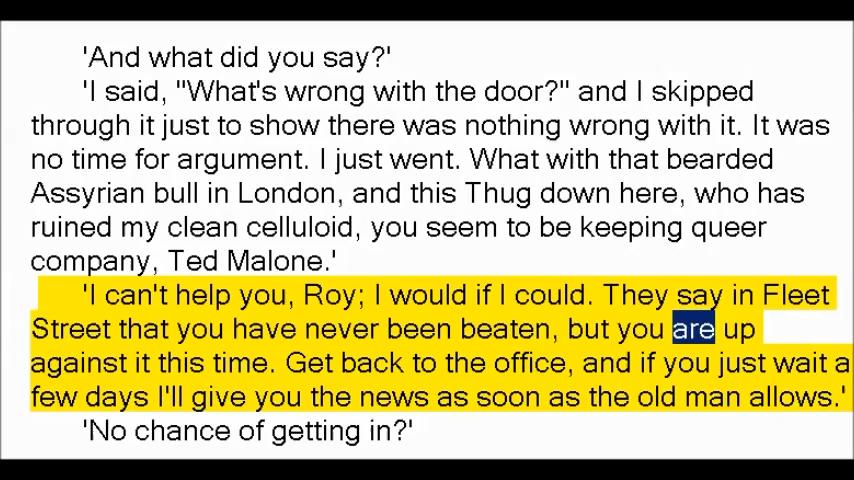 'And what did you say?'
'I said, "What's wrong with the door?" and I skipped
through it just to show there was nothing wrong with it. It was
no time for argument. I just went. What with that bearded
Assyrian bull in London, and this Thug down here, who has
ruined my clean celluloid, you seem to be keeping queer
company, Ted Malone.'
'I can't help you, Roy; I would if I could. They say in Fleet
Street that you have never been beaten, but you are up
against it this time. Get back to the office, and if you just wait a
few days I'll give you the news as soon as the old man allows.'
'No chance of getting in?'